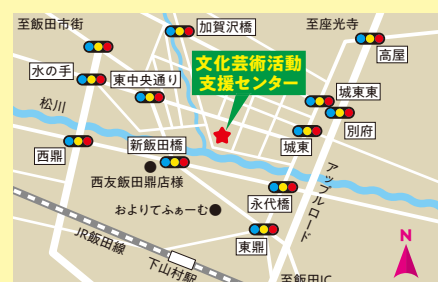 至飯田市街
加賀沢橋
至座光寺
高屋
文化芸術活動
支援センター
水の手
東中央通り
城東東
松川
別府
西鼎
新飯田橋
城東
西友飯田鼎店様
アップルロード
永代橋
およりてふぁーむ
東鼎
JR飯田線
下山村駅
至飯田IC
N